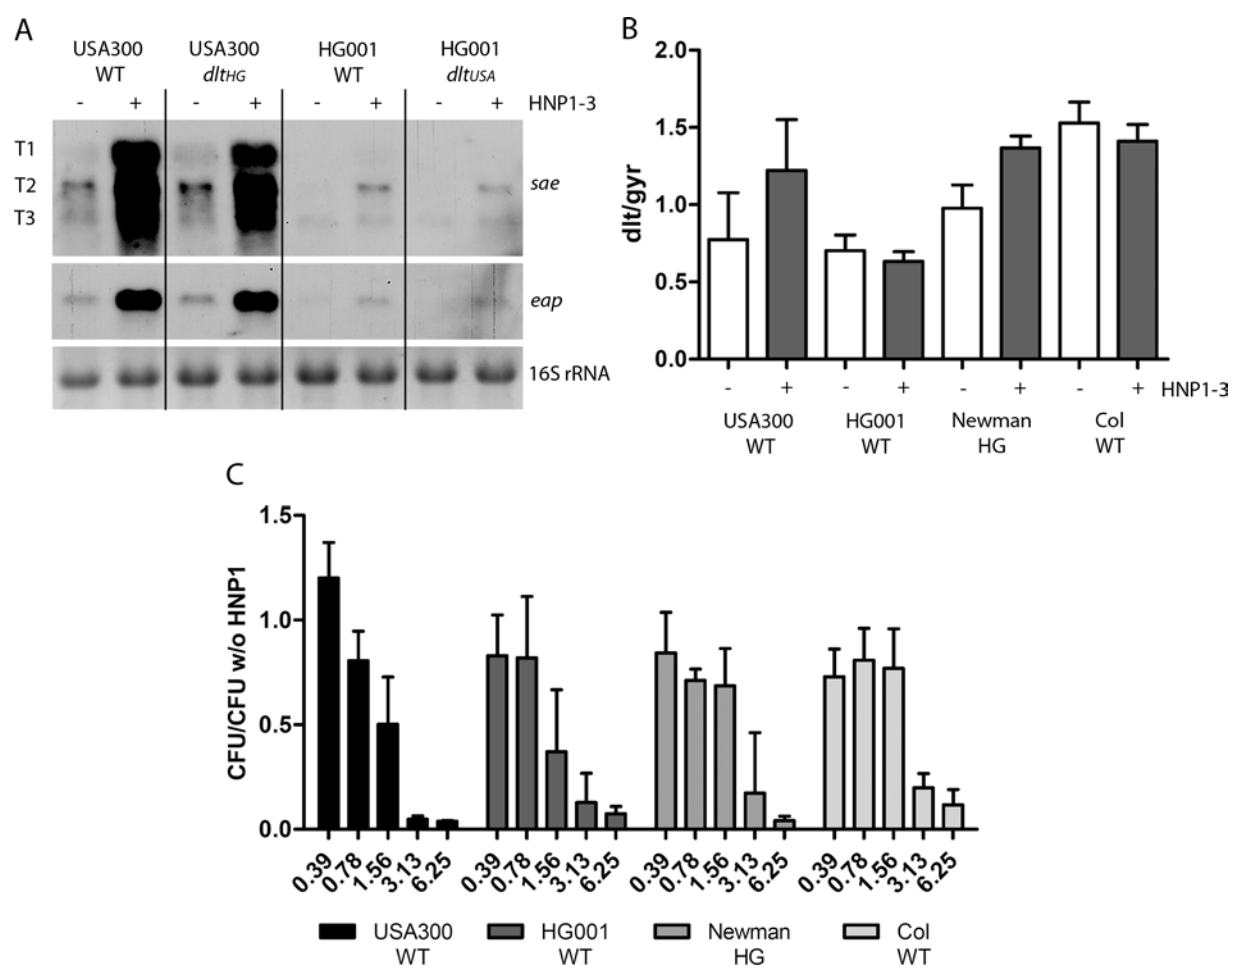 A
USA300 USA300 HG001 HG001
WT dltHG WT dltUSA
- + - + - + - + HNP1-3
T1
T2 sae
T3
eap
16S rRNA
B
2.0
1.5
1.0
0.5
0.0
dlt/gyr
- + - + - + - + HNP1-3
USA300 HG001 Newman Col
WT WT HG WT
C
1.5
1.0
0.5
0.0
CFU/CFU w/o HNP1
0.39 0.78 1.56 3.13 6.25 0.39 0.78 1.56 3.13 6.25 0.39 0.78 1.56 3.13 6.25 0.39 0.78 1.56 3.13 6.25
USA300 HG001 Newman Col
WT WT HG WT